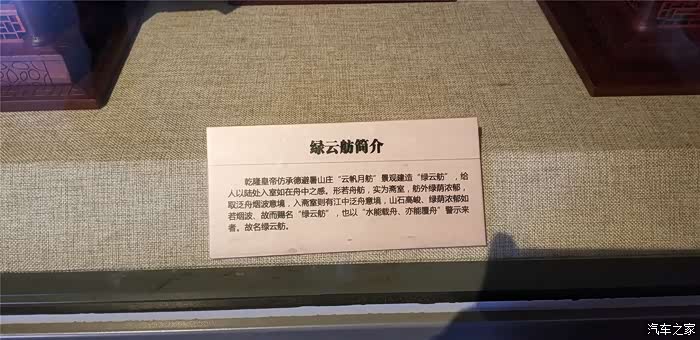 绿云舫简介
乾隆皇帝仿承德避暑山庄“云帆月舫”景观建造“绿云舫”，给
人以陆处入室如在舟中之感。形若舟舫，实为斋室，舫外绿荫浓郁，
取泛舟烟波意境，入斋室则有江中泛舟意境，山石高峻、绿荫浓郁如
若烟波、故而赐名“绿云舫”，也以“水能载舟、亦能覆舟”警示来
者。故名绿云舫。
汽车之家